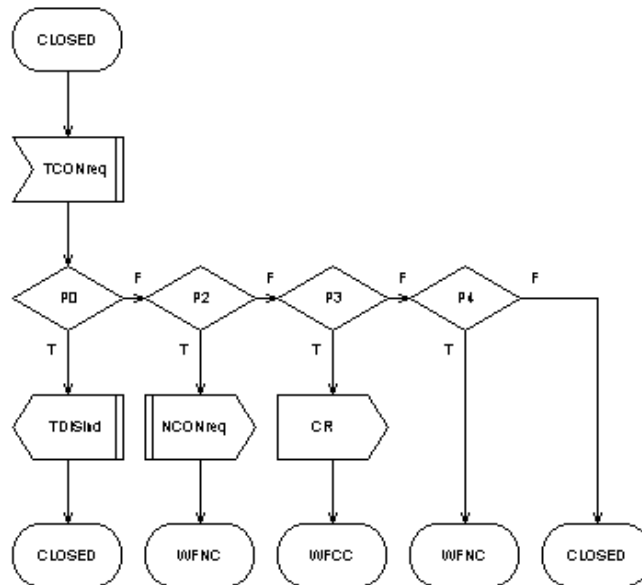 CLOSED
TCONreq
P0 F P2 F P3 F P4 F
T T T T
TDISInd NCONreq CR
CLOSED WFNC WFCC WFNC CLOSED